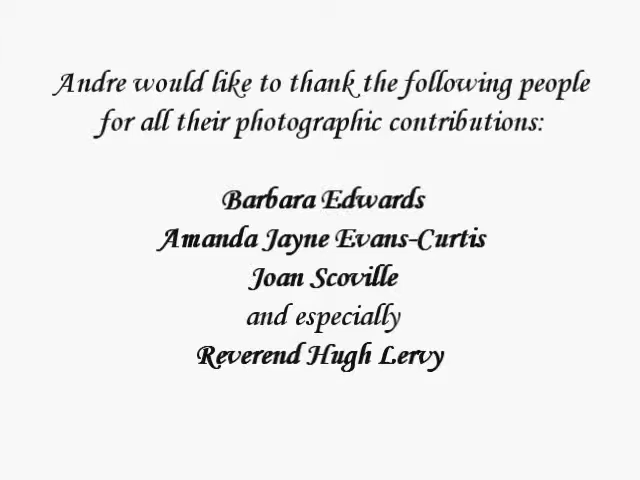 Andre would like to thank the following people
for all their photographic contributions:
Barbara Edwards
Amanda Jayne Evans-Curtis
Joan Scoville
and especially
Reverend Hugh Lervy